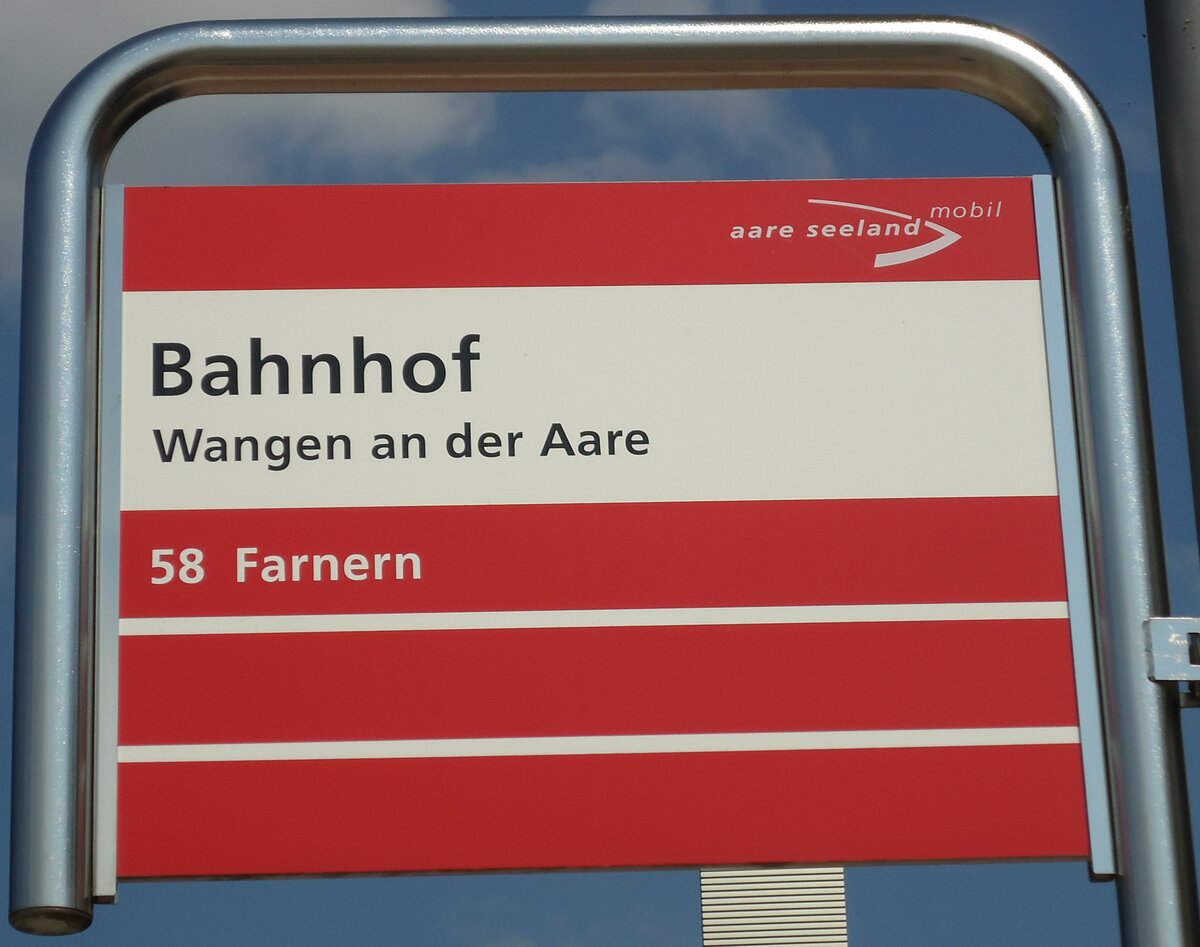 mobil
aare seeland
Bahnhof
Wangen an der Aare
58 Farnern